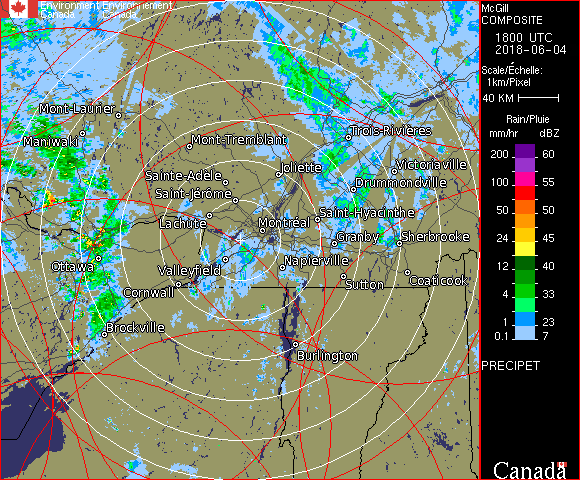 Environment Environnement
Canada Canada
McGill
COMPOSITE
1800 UTC
2018-06-04
Scale/Échelle:
1km/Pixel
40 KM
Rain/Pluie
mm/hr dBZ
200 60
100 55
50 50
24 45
12 40
4 33
1 23
0.1 7
PRECIPET
Canada
Mont-Laurier
Maniwaki
Mont-Tremblant
Trois-Rivières
Sainte-Adèle
Joliette
Victoriaville
Saint-Jérôme
Drummondville
Lachute
Montréal
Saint-Hyacinthe
Granby
Sherbrooke
Ottawa
Valleyfield
Napierville
Cornwall
Sutton
Coaticook
Brockville
Burlington